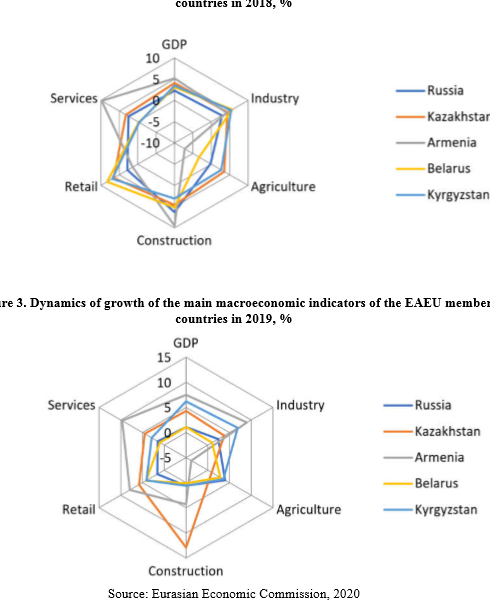 countries in 2018, %
GDP
10
5
0
-5
-10
Services
Industry
Retail
Agriculture
Construction
Russia
Kazakhstan
Armenia
Belarus
Kyrgyzstan
ure 3. Dynamics of growth of the main macroeconomic indicators of the EAEU member
countries in 2019, %
GDP
15
10
5
0
-5
Services
Industry
Retail
Agriculture
Construction
Russia
Kazakhstan
Armenia
Belarus
Kyrgyzstan
Source: Eurasian Economic Commission, 2020